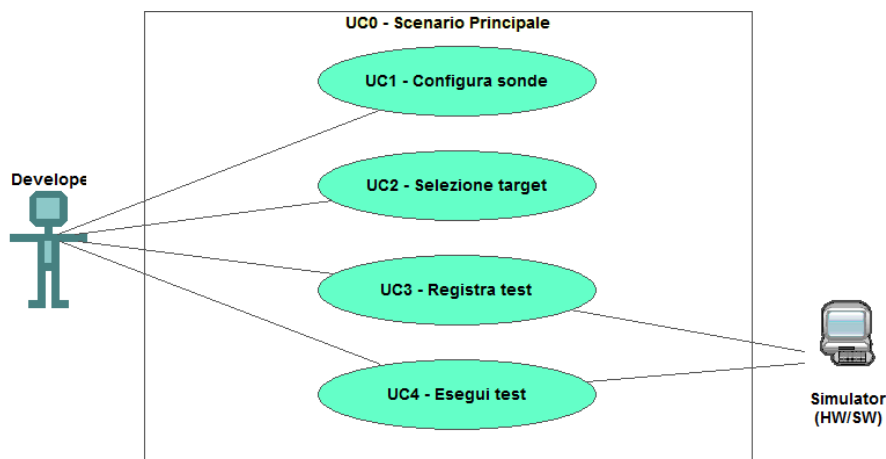 UC0 - Scenario Principale
UC1 - Configura sonde
UC2 - Selezione target
UC3 - Registra test
UC4 - Esegui test
Develope
Simulator
(HW/SW)